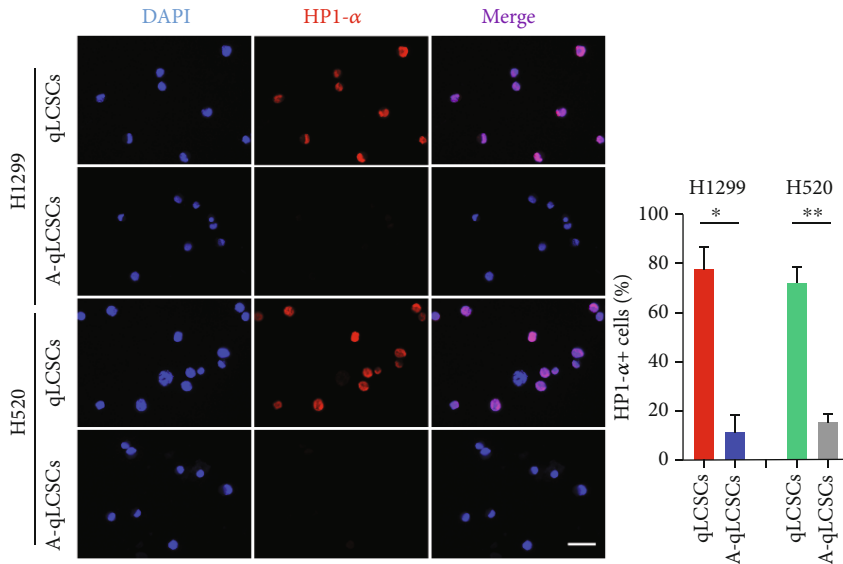 DAPI
HP1-α
Merge
H1299
qLCSCs
A-qLCSCs
H520
qLCSCs
A-qLCSCs
H1299
H520
*
**
HP1-α+ cells (%)
100
80
60
40
20
0
qLCSCs
A-qLCSCs
qLCSCs
A-qLCSCs